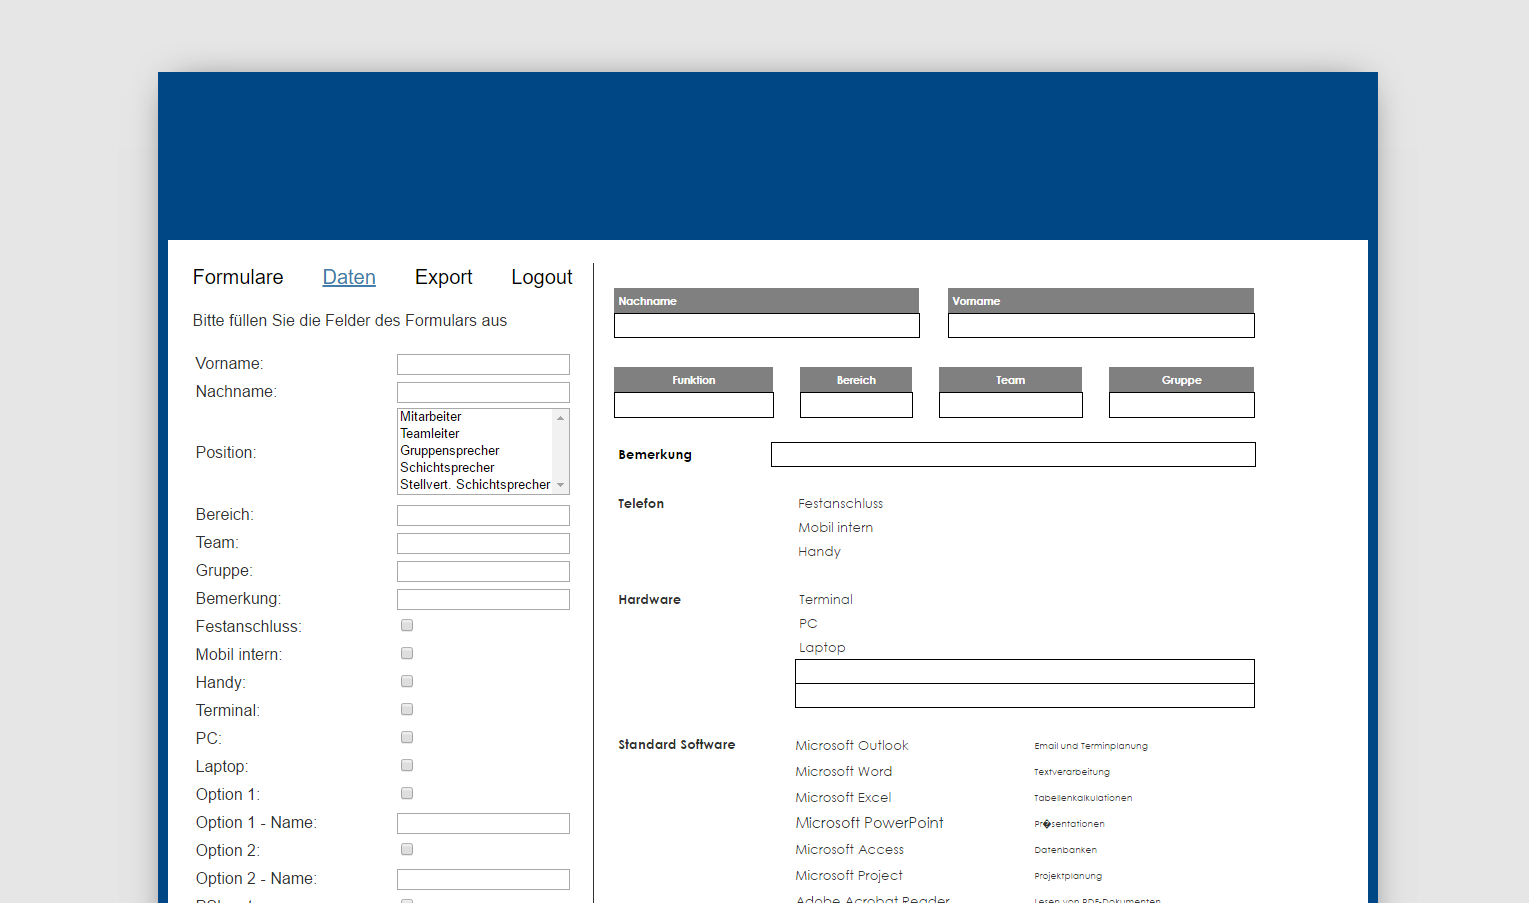 Formulare Daten Export Logout
Bitte füllen Sie die Felder des Formulars aus
Vorname:
Nachname:
Position:
Mitarbeiter
Teamleiter
Gruppensprecher
Schichtsprecher
Stellvert. Schichtsprecher
Bereich:
Team:
Gruppe:
Bemerkung:
Festanschluss:
Mobil intern:
Handy:
Terminal:
PC:
Laptop:
Option 1:
Option 1 - Name:
Option 2:
Option 2 - Name:
Nachname Vorname
Funktion Bereich Team Gruppe
Bemerkung
Telefon Festanschluss
Mobil intern
Handy
Hardware Terminal
PC
Laptop
Standard Software Microsoft Outlook Email und Terminplanung
Microsoft Word Textverarbeitung
Microsoft Excel Tabellenkalkulationen
Microsoft PowerPoint Pr�sentationen
Microsoft Access Datenbanken
Microsoft Project Projektplanung
Adobe Acrobat Reader Lesen von PDF-Dokumenten